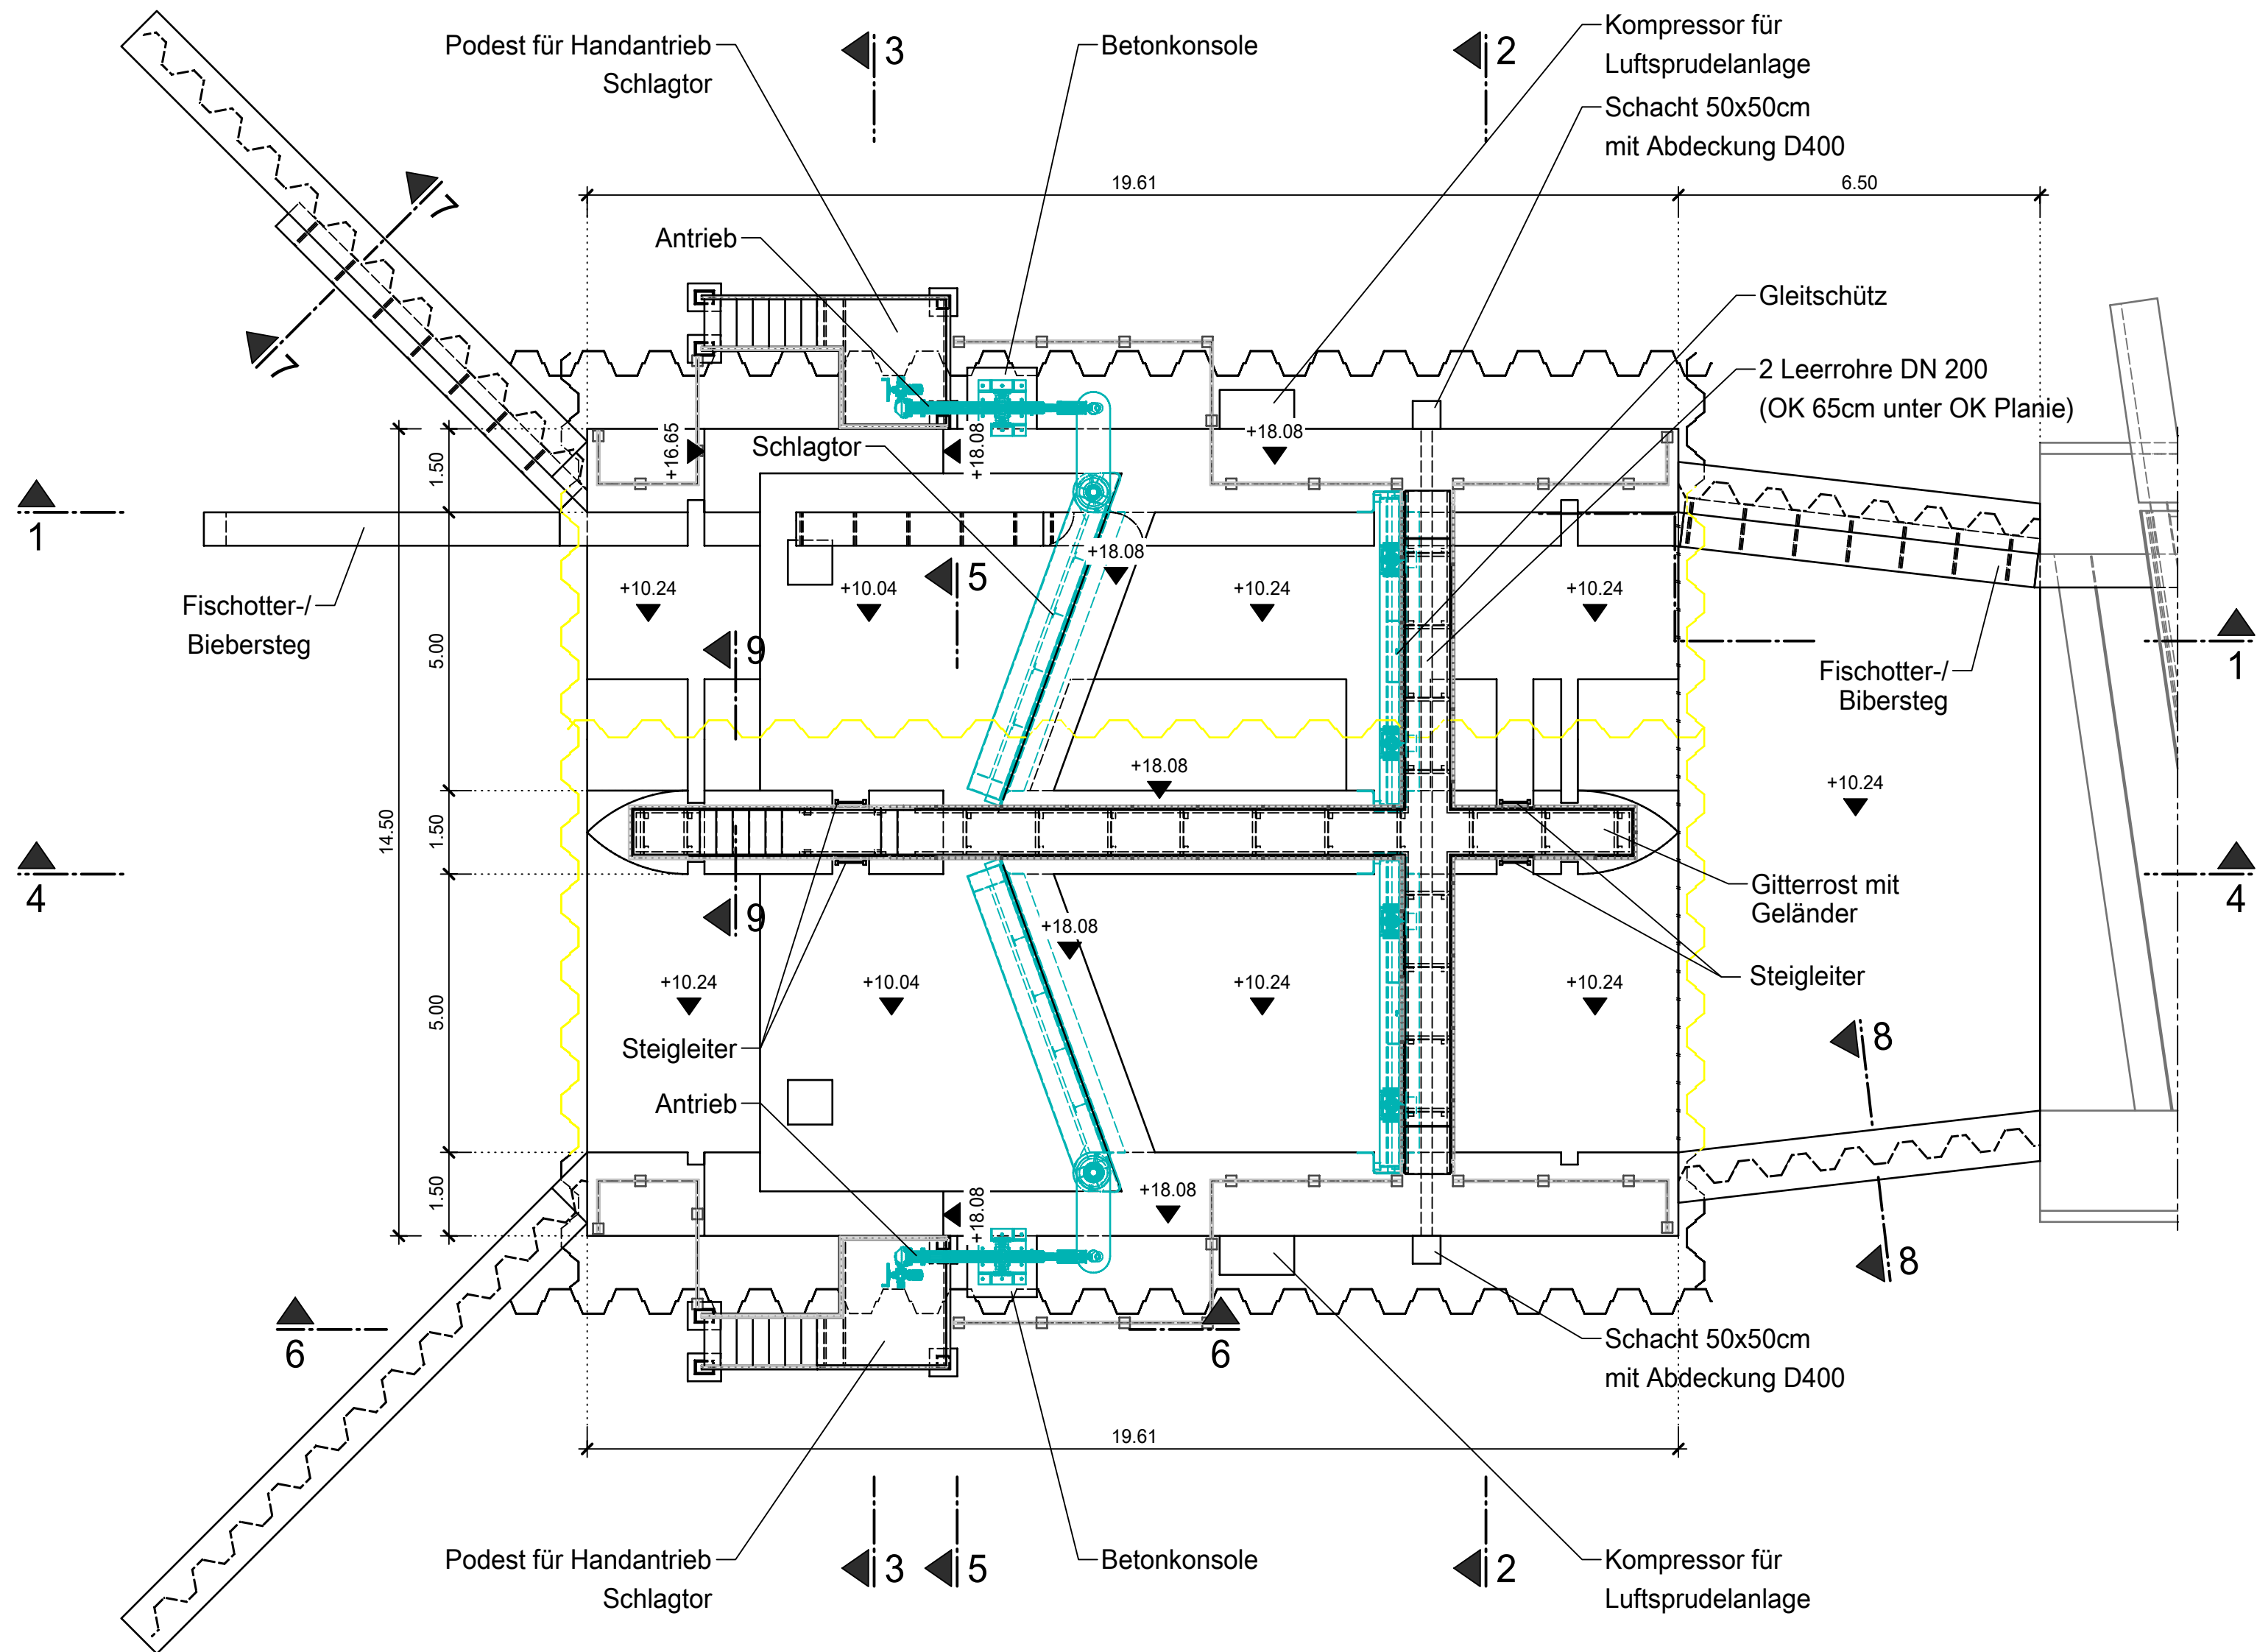 Podest für Handantrieb
Schlagtor
3
Betonkonsole
2
Kompressor für
Luftsprudelanlage
Schacht 50x50cm
mit Abdeckung D400
19.61
6.50
7
7
Antrieb
Gleitschütz
2 Leerrohre DN 200
(OK 65cm unter OK Planie)
+16.65
Schlagtor
+18.08
+18.08
1.50
1
+18.08
5
+10.24
+10.04
+10.24
+10.24
Fischotter-/
Biebersteg
5.00
9
1
Fischotter-/
Bibersteg
+18.08
+10.24
14.50
1.50
4
4
Gitterrost mit
Geländer
9
+18.08
Steigleiter
+10.24
+10.04
+10.24
+10.24
5.00
Steigleiter
8
Antrieb
1.50
+18.08
+18.08
8
6
6
Schacht 50x50cm
mit Abdeckung D400
19.61
Podest für Handantrieb
Schlagtor
3
5
Betonkonsole
2
Kompressor für
Luftsprudelanlage